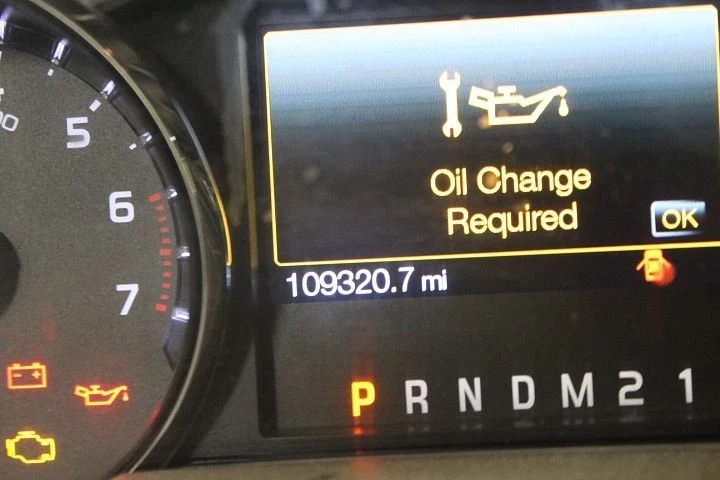 5
6
7
Oil Change
Required
OK
109320.7 mi
P R N D M 2 1